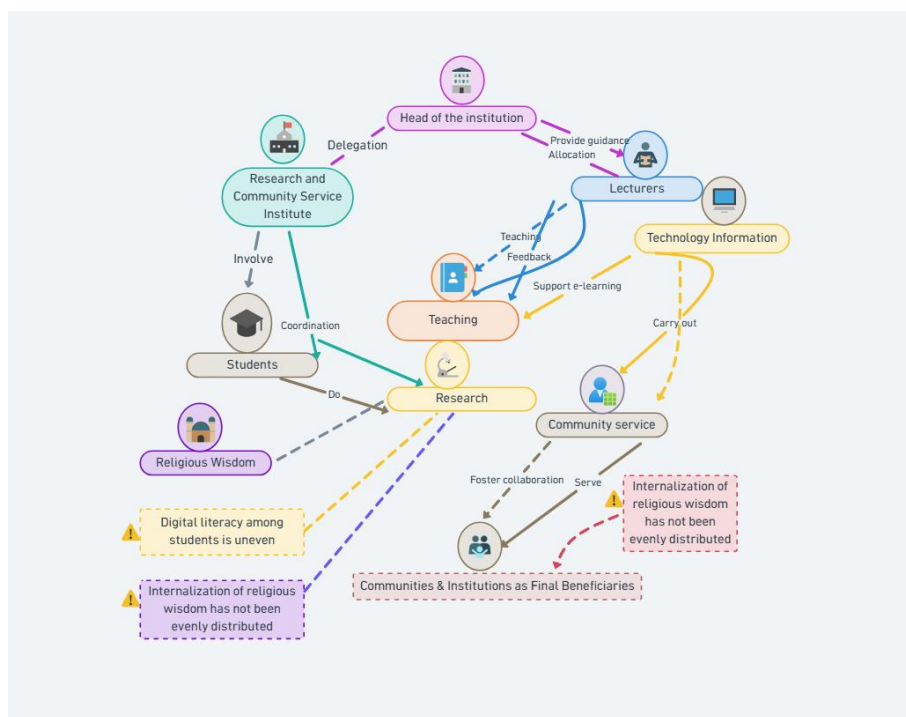 Head of the institution
Delegation
Provide guidance
Allocation
Research and
Community Service
Institute
Lecturers
Technology Information
Involve
Teaching
Feedback
Support e-learning
Teaching
Coordination
Carry out
Students
Do
Research
Community service
Religious Wisdom
Foster collaboration
Serve
Internalization of
religious wisdom
has not been
evenly distributed
Digital literacy among
students is uneven
Communities & Institutions as Final Beneficiaries
Internalization of religious
wisdom has not been
evenly distributed